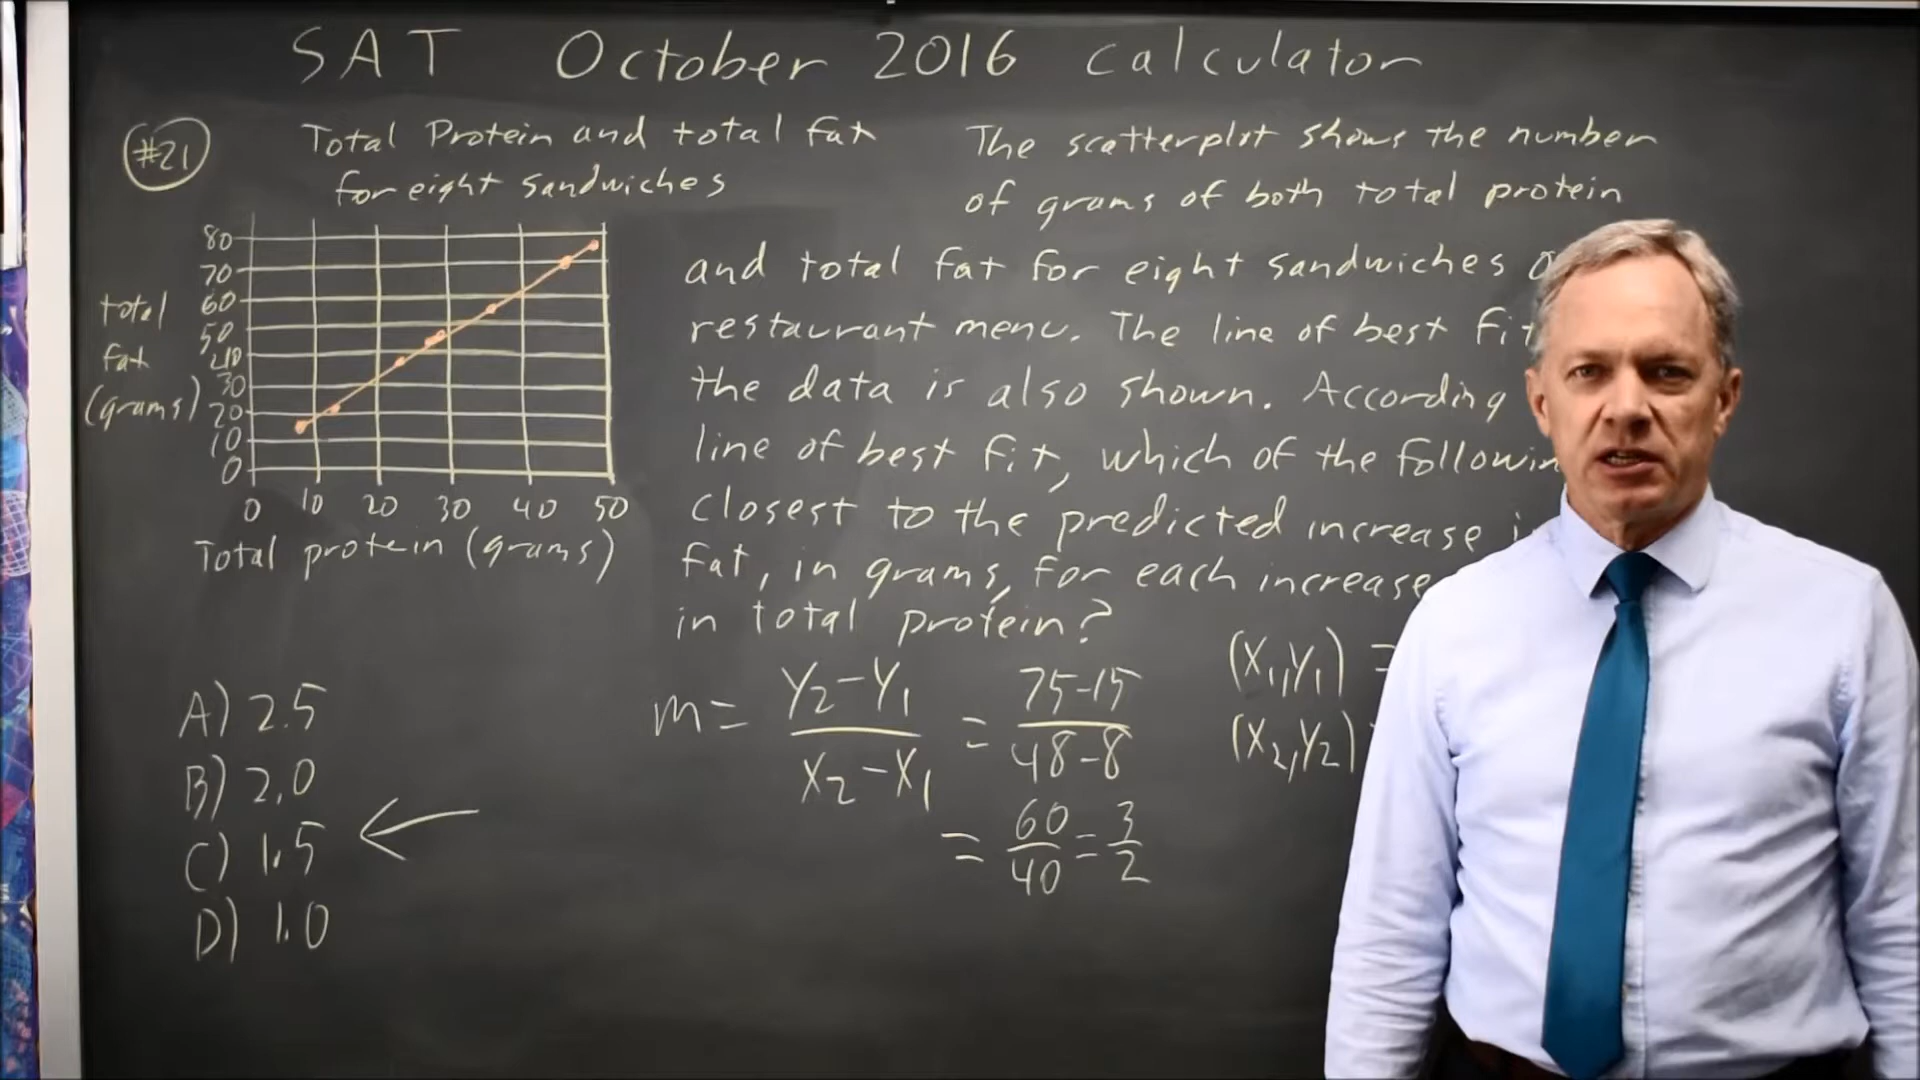 SAT October 2016 Calculator
#21
Total Protein and total fat
for eight sandwiches
80
70
60
50
40
30
20
10
0
total
fat
(grams)
0 10 20 30 40 50
Total protein (grams)
The scatterplot shows the number
of grams of both total protein
and total fat for eight sandwiches
restaurant menu. The line of best fit
the data is also shown. According
line of best fit, which of the
closest to the predicted increase
fat, in grams, for each increase
in total protein?
A) 2.5
B) 2.0
C) 1.5
D) 1.0
m = Y2-Y1 / X2-X1 = 75-15 / 48-8
= 60/40 = 3/2
(X1,Y1) =
(X2,Y2)